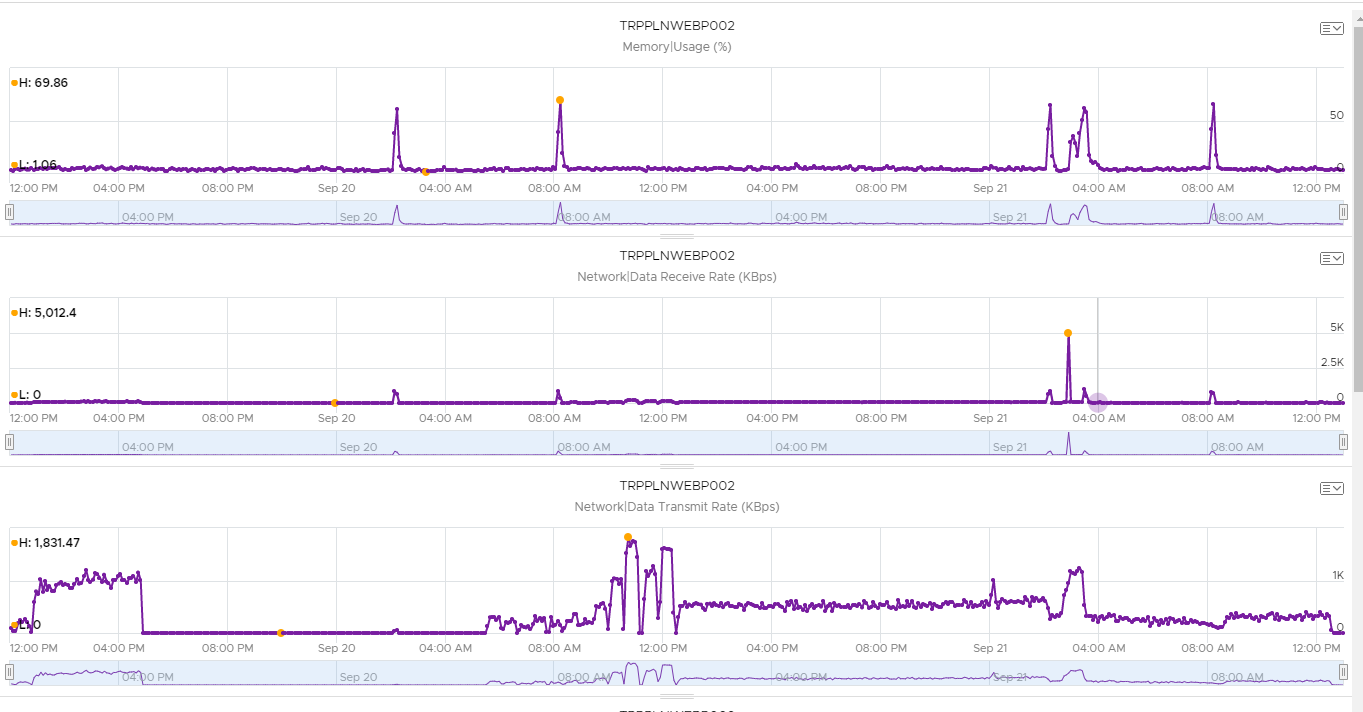 TRPPLNWEBP002
Memory|Usage (%)
H: 69.86
50
L: 1.06
0
12:00 PM 04:00 PM 08:00 PM Sep 20 04:00 AM 08:00 AM 12:00 PM 04:00 PM 08:00 PM Sep 21 04:00 AM 08:00 AM 12:00 PM
04:00 PM Sep 20 08:00 AM 04:00 PM Sep 21 08:00 AM
TRPPLNWEBP002
Network|Data Receive Rate (KBps)
H: 5,012.4
5K
2.5K
L: 0
0
12:00 PM 04:00 PM 08:00 PM Sep 20 04:00 AM 08:00 AM 12:00 PM 04:00 PM 08:00 PM Sep 21 04:00 AM 08:00 AM 12:00 PM
04:00 PM Sep 20 08:00 AM 04:00 PM Sep 21 08:00 AM
TRPPLNWEBP002
Network|Data Transmit Rate (KBps)
H: 1,831.47
1K
L: 0
0
12:00 PM 04:00 PM 08:00 PM Sep 20 04:00 AM 08:00 AM 12:00 PM 04:00 PM 08:00 PM Sep 21 04:00 AM 08:00 AM 12:00 PM
04:00 PM Sep 20 08:00 AM 04:00 PM Sep 21 08:00 AM